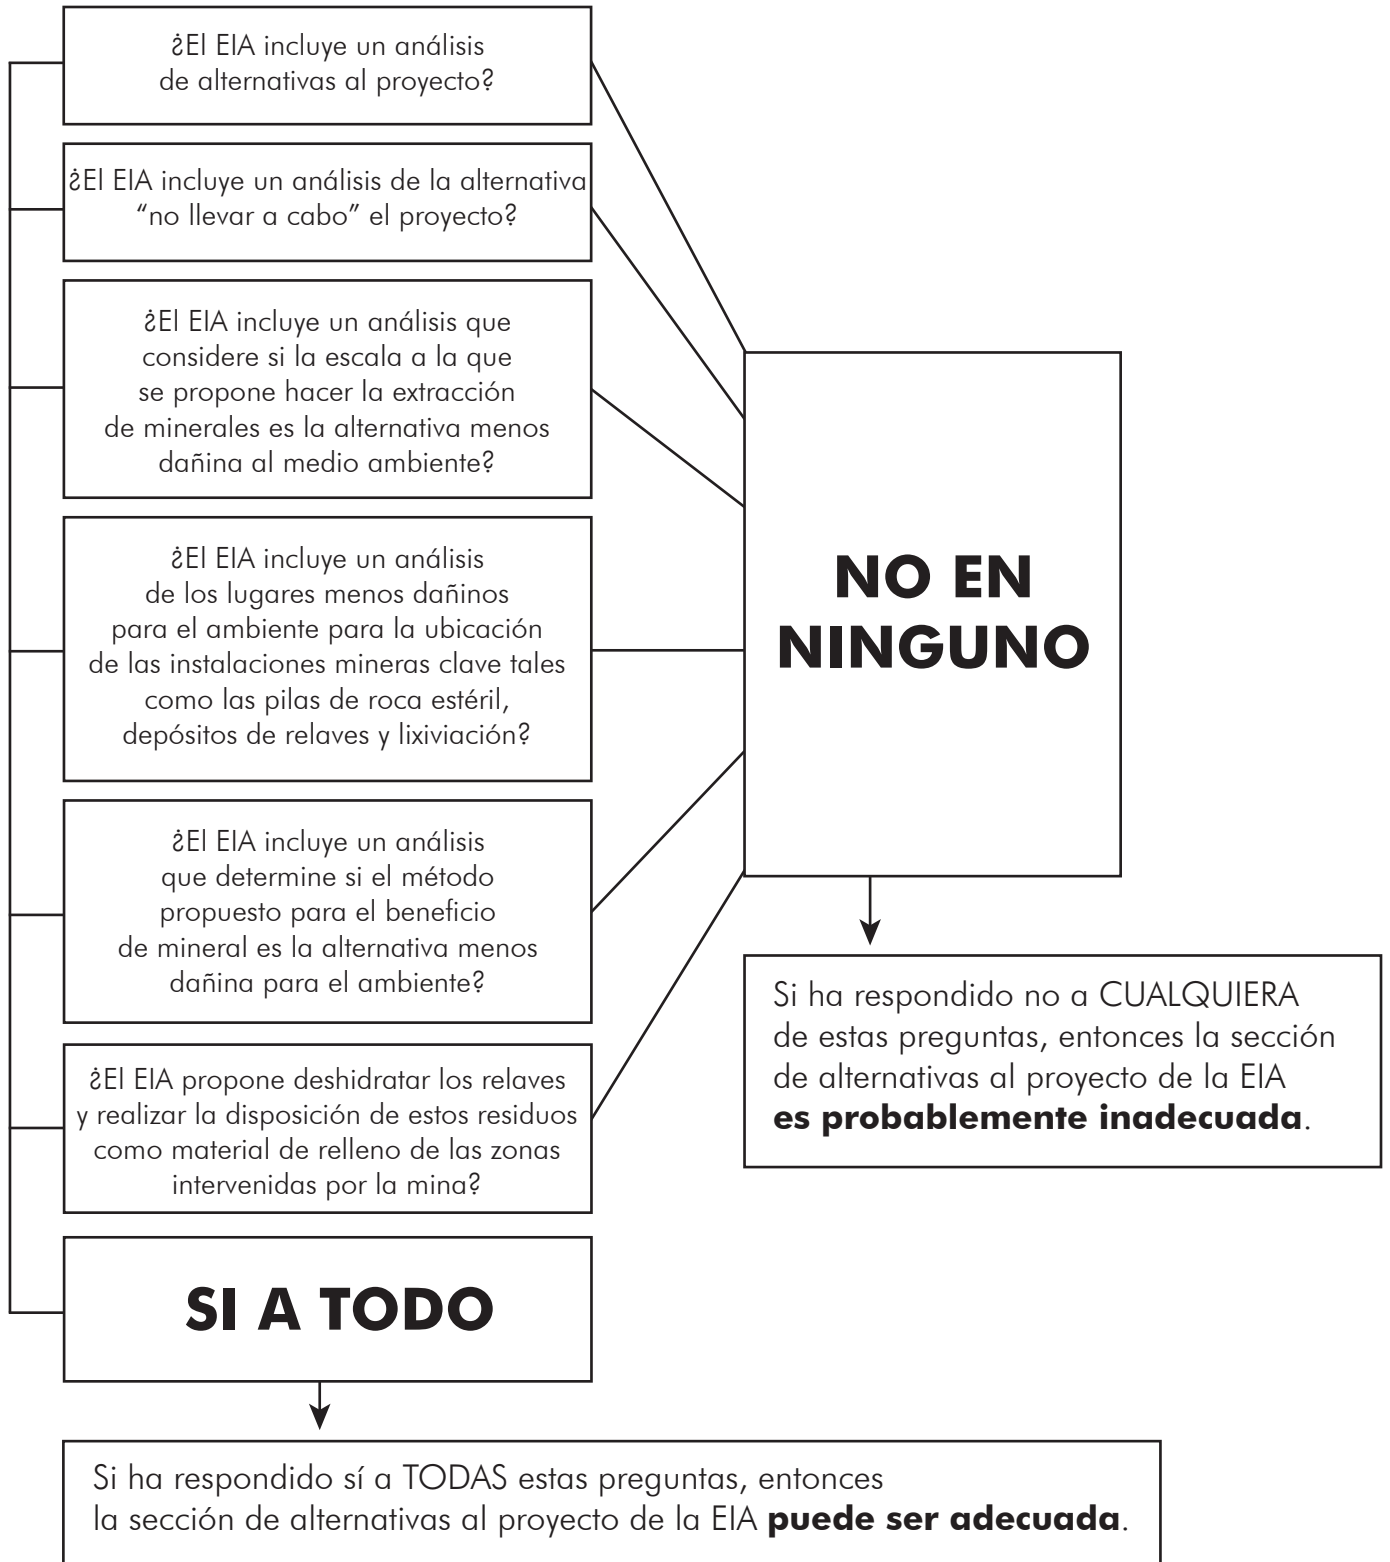 ¿El EIA incluye un análisis
de alternativas al proyecto?
¿El EIA incluye un análisis de la alternativa
“no llevar a cabo” el proyecto?
¿El EIA incluye un análisis que
considere si la escala a la que
se propone hacer la extracción
de minerales es la alternativa menos
dañina al medio ambiente?
¿El EIA incluye un análisis
de los lugares menos dañinos
para el ambiente para la ubicación
de las instalaciones mineras clave tales
como las pilas de roca estéril,
depósitos de relaves y lixiviación?
¿El EIA incluye un análisis
que determine si el método
propuesto para el beneficio
de mineral es la alternativa menos
dañina para el ambiente?
¿El EIA propone deshidratar los relaves
y realizar la disposición de estos residuos
como material de relleno de las zonas
intervenidas por la mina?
NO EN
NINGUNO
Si ha respondido no a CUALQUIERA
de estas preguntas, entonces la sección
de alternativas al proyecto de la EIA
es probablemente inadecuada.
SI A TODO
Si ha respondido sí a TODAS estas preguntas, entonces
la sección de alternativas al proyecto de la EIA puede ser adecuada.